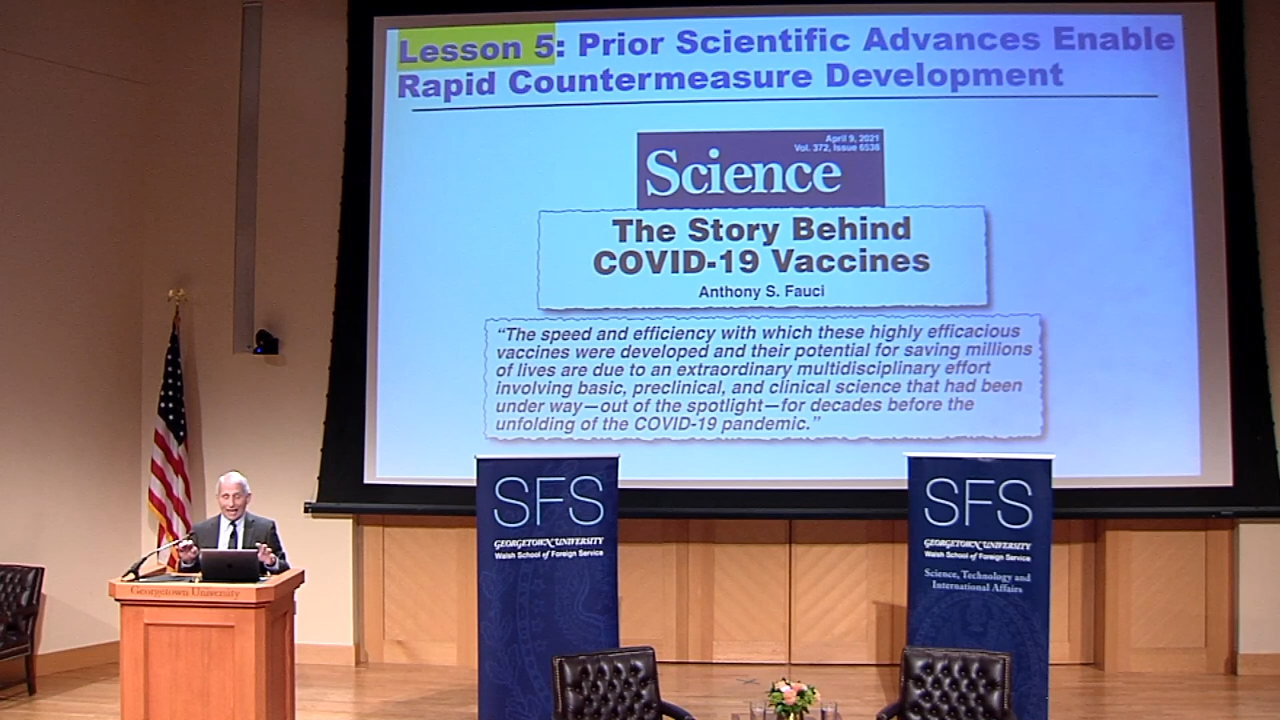 Lesson 5: Prior Scientific Advances Enable
Rapid Countermeasure Development
April 9, 2021
Vol. 372, Issue 6538
Science
The Story Behind
COVID-19 Vaccines
Anthony S. Fauci
“The speed and efficiency with which these highly efficacious
vaccines were developed and their potential for saving millions
of lives are due to an extraordinary multidisciplinary effort
involving basic, preclinical, and clinical science that had been
under way—out of the spotlight—for decades before the
unfolding of the COVID-19 pandemic.”
SFS
GEORGETOWN UNIVERSITY
Walsh School of Foreign Service
SFS
GEORGETOWN UNIVERSITY
Walsh School of Foreign Service
Science, Technology and
International Affairs
Georgetown University